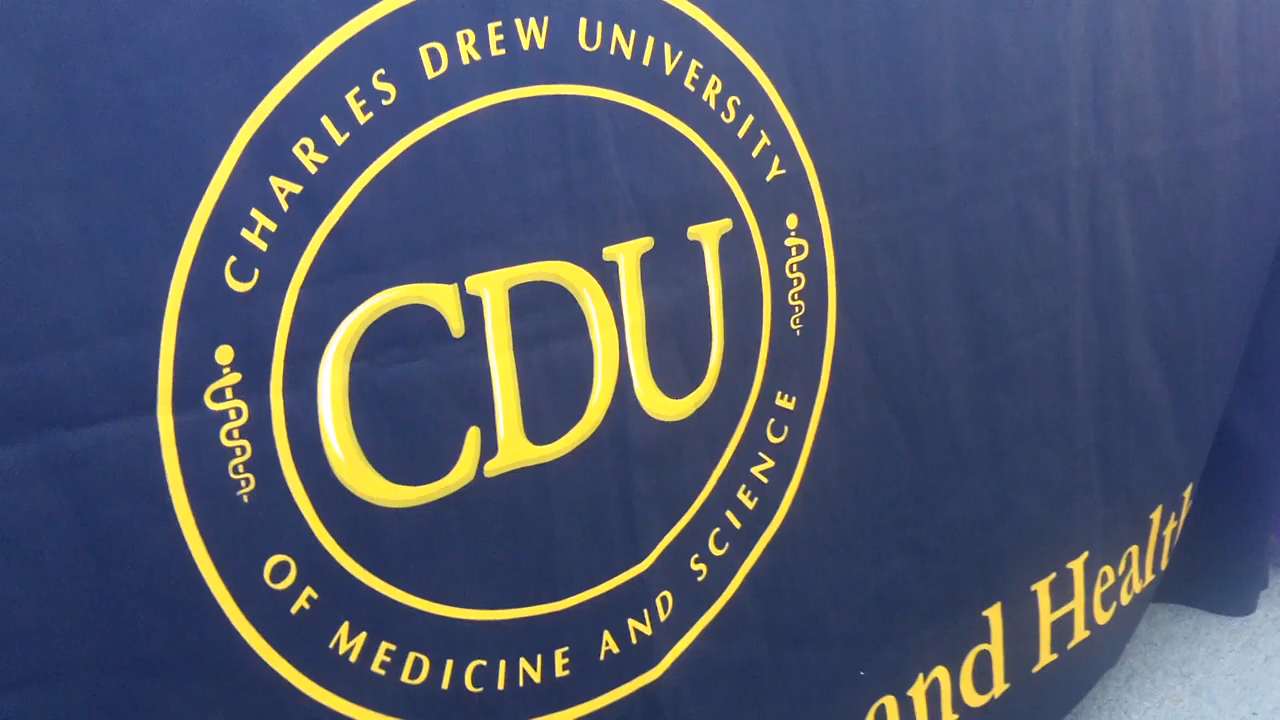 CHARLES DREW UNIVERSITY
CDU
OF MEDICINE AND SCIENCE
and Health